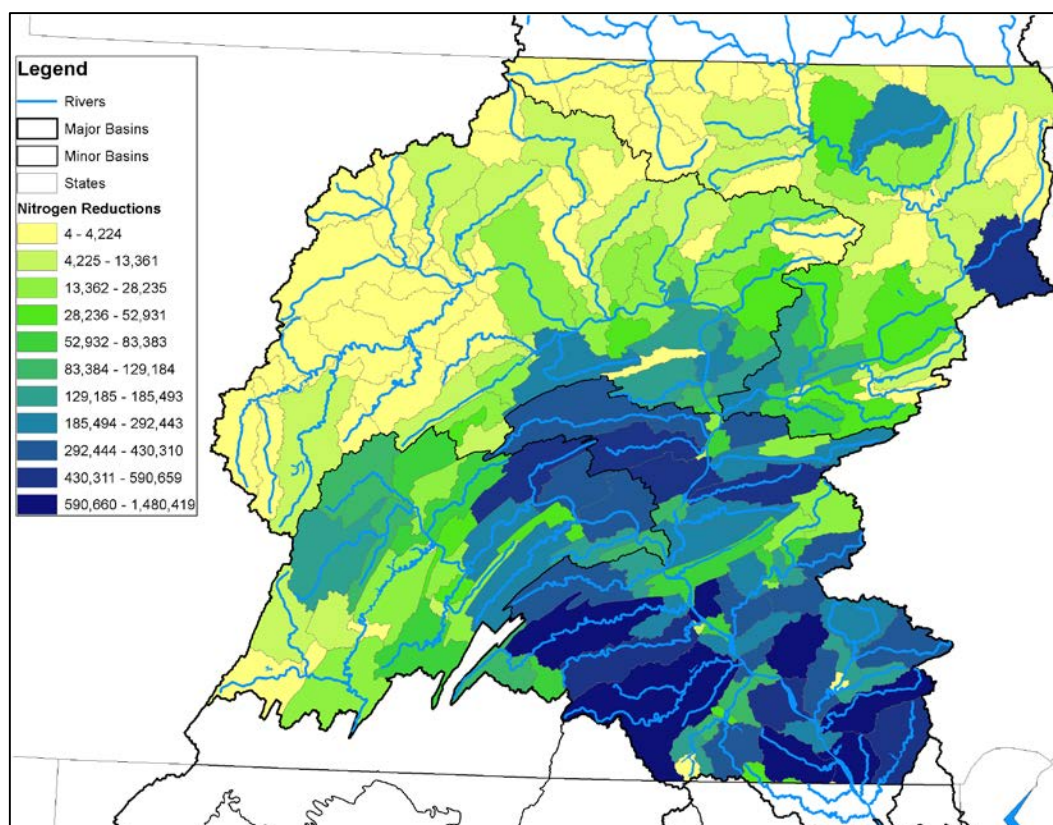 Legend
Rivers
Major Basins
Minor Basins
States
Nitrogen Reductions
4 - 4,224
4,225 - 13,361
13,362 - 28,235
28,236 - 52,931
52,932 - 83,383
83,384 - 129,184
129,185 - 185,493
185,494 - 292,443
292,444 - 430,310
430,311 - 590,659
590,660 - 1,480,419